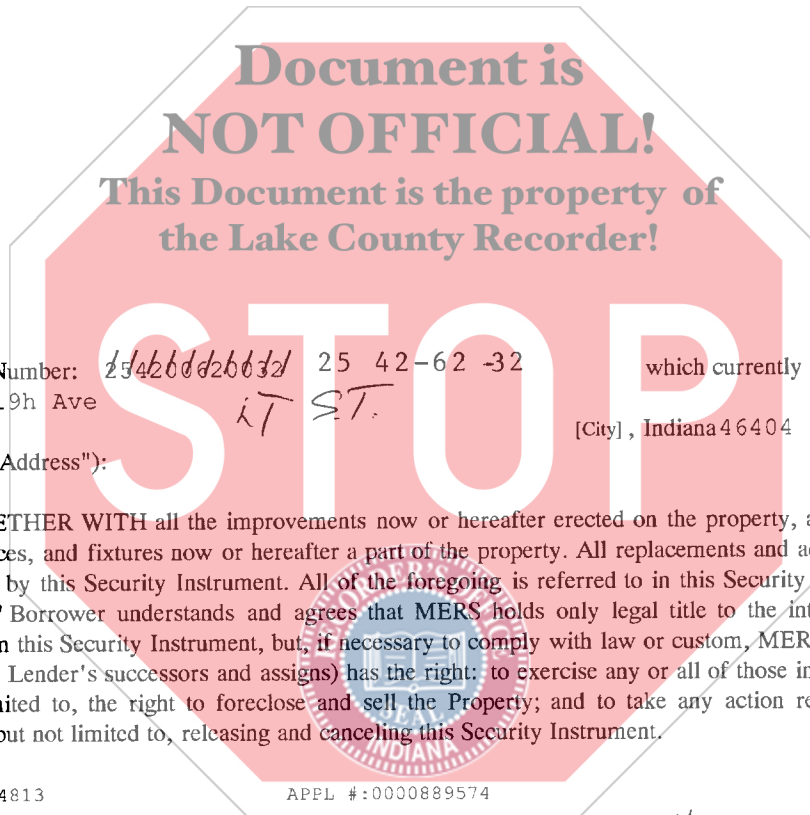 Document is
NOT OFFICIAL!
This Document is the property of
the Lake County Recorder!
STOP
Number: 254200620032 25 42-62-32 which currently
9h Ave iT ST.
[City], Indiana 46404
Address"):
ETHER WITH all the improvements now or hereafter erected on the property, a
ces, and fixtures now or hereafter a part of the property. All replacements and a
by this Security Instrument. All of the foregoing is referred to in this Security
Borrower understands and agrees that MERS holds only legal title to the int
n this Security Instrument, but, if necessary to comply with law or custom, MER
Lender's successors and assigns) has the right: to exercise any or all of those in
ited to, the right to foreclose and sell the Property; and to take any action re
out not limited to, releasing and canceling this Security Instrument.
SEAL
INDIANA
4813 APPL #:0000889574